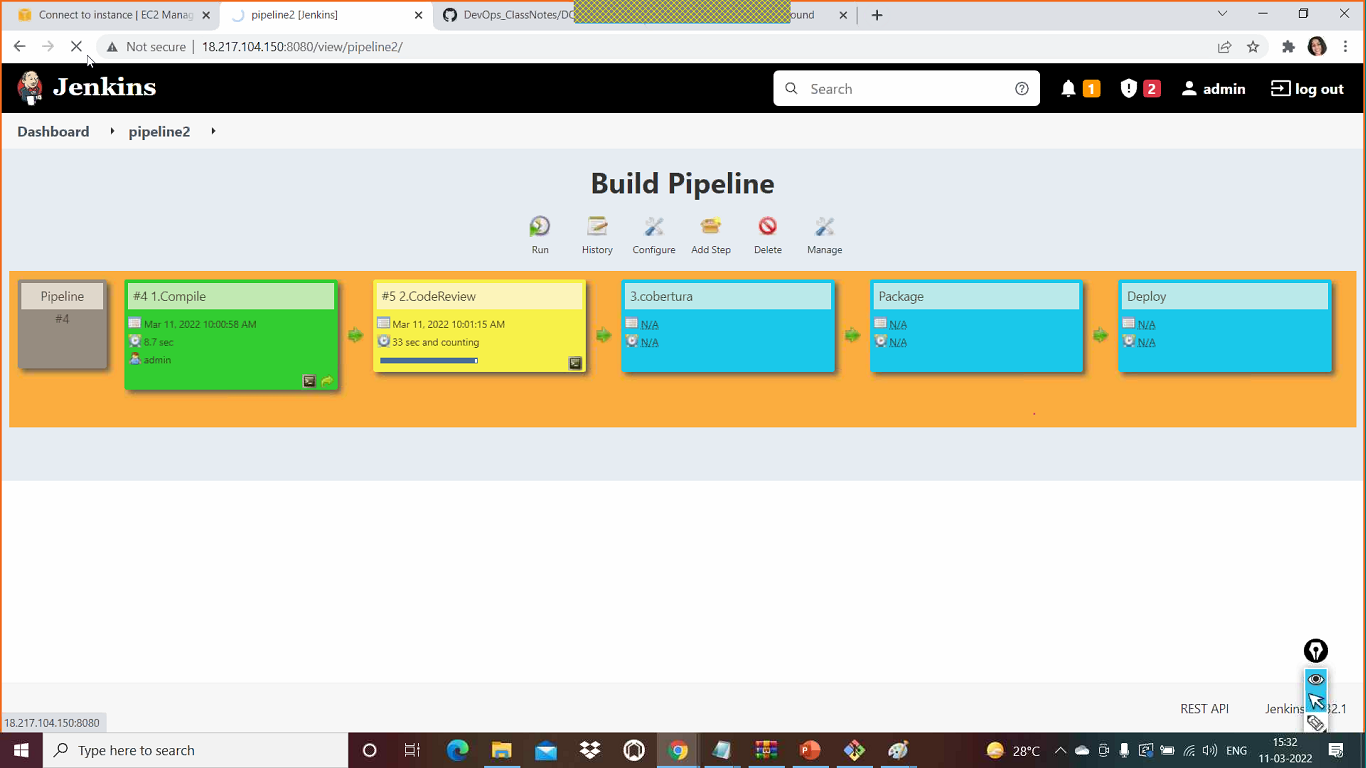 Connect to instance | EC2 Manag
pipeline2 [Jenkins]
DevOps_ClassNotes/DO
ound
Not secure
18.217.104.150:8080/view/pipeline2/
Jenkins
Search
1
2
admin
log out
Dashboard
pipeline2
Build Pipeline
Run
History
Configure
Add Step
Delete
Manage
Pipeline
#4
#4 1.Compile
Mar 11, 2022 10:00:58 AM
8.7 sec
admin
#5 2.CodeReview
Mar 11, 2022 10:01:15 AM
33 sec and counting
3.cobertura
N/A
N/A
Package
N/A
N/A
Deploy
N/A
N/A
REST API
Jenkins
32.1
18.217.104.150:8080
Type here to search
28°C
ENG
15:32
11-03-2022